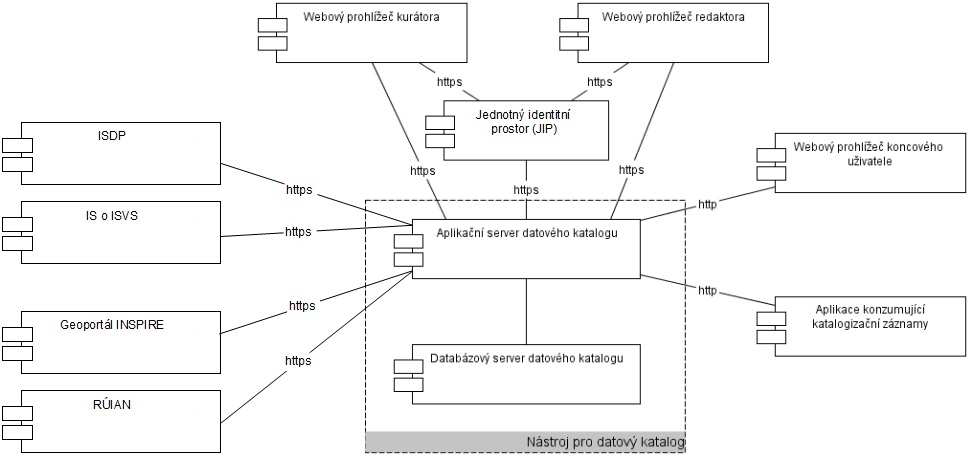 Webový prohlížeč kurátora
Webový prohlížeč redaktora
https
https
Jednotný identitní
prostor (JIP)
ISDP
Webový prohlížeč koncového
uživatele
https
https
https
https
http
IS o ISVS
https
Aplikační server datového katalogu
http
Geoportál INSPIRE
https
Aplikace konzumující
katalogizační záznamy
https
Databázový server datového katalogu
RÚIAN
Nástroj pro datový katalog